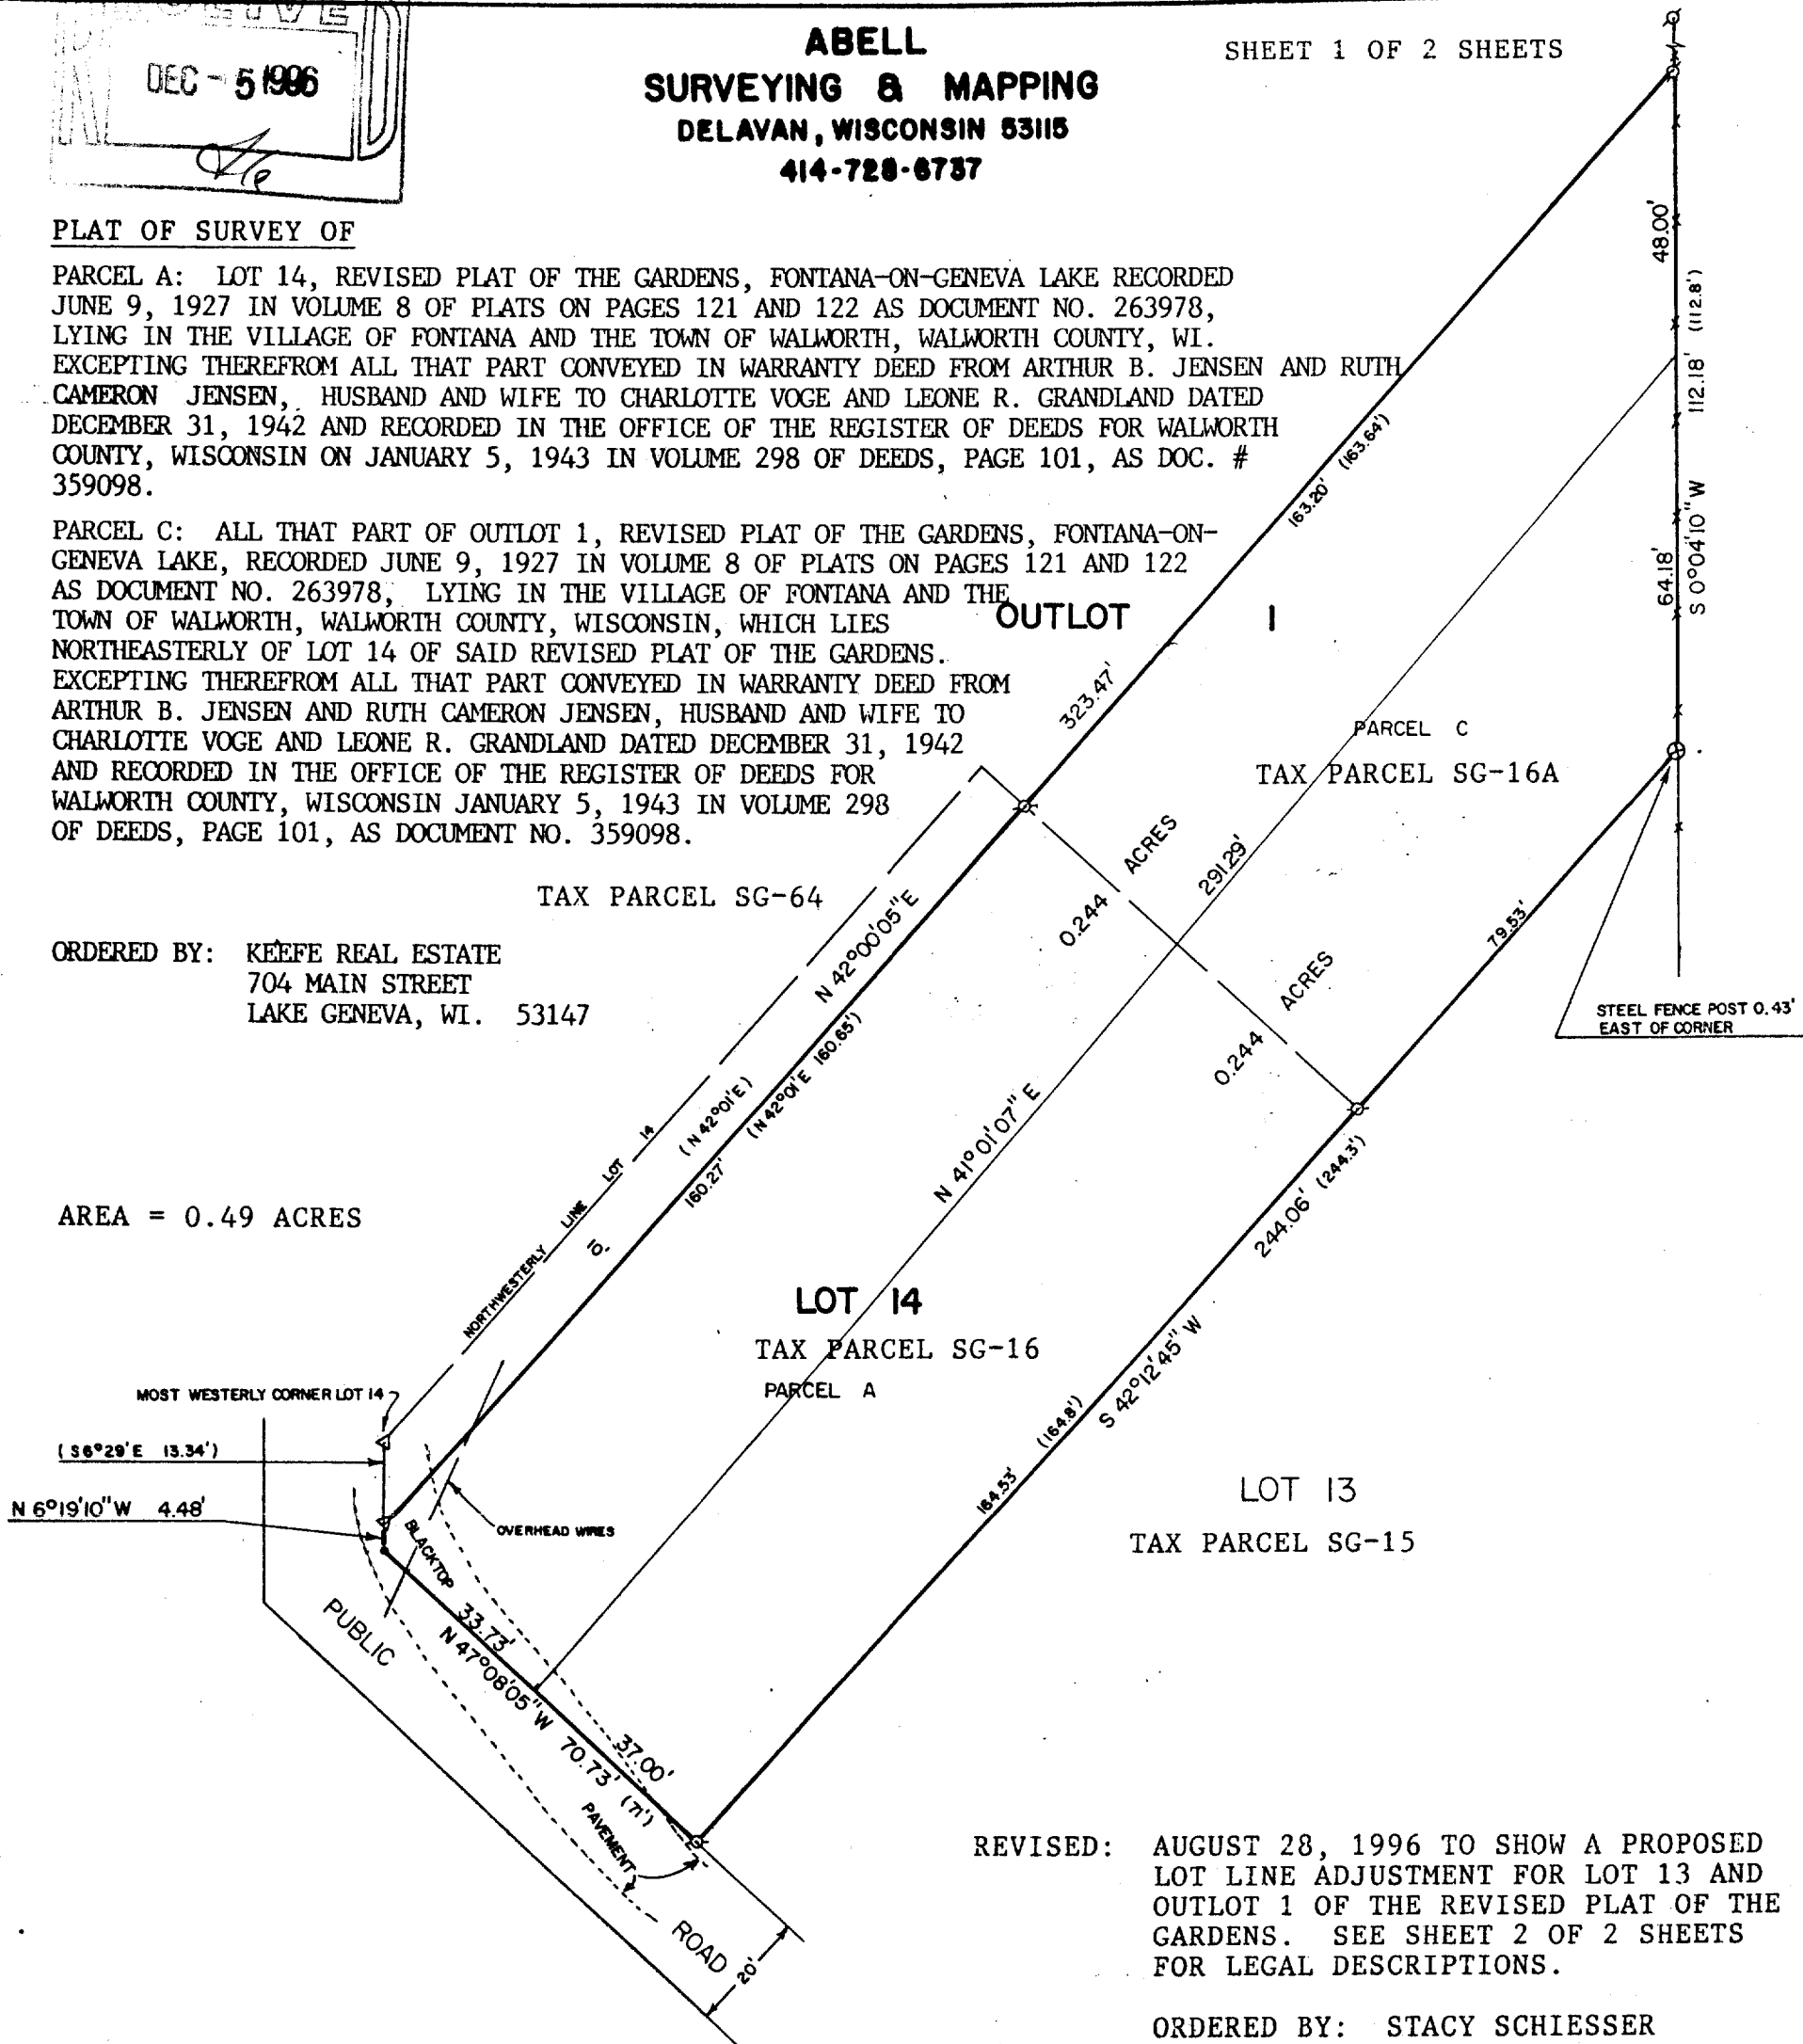 DEC - 5 1996
ABELL
SURVEYING & MAPPING
DELAVAN, WISCONSIN 53115
414-728-6737
SHEET 1 OF 2 SHEETS
PLAT OF SURVEY OF
PARCEL A: LOT 14, REVISED PLAT OF THE GARDENS, FONTANA-ON-GENEVA LAKE RECORDED
JUNE 9, 1927 IN VOLUME 8 OF PLATS ON PAGES 121 AND 122 AS DOCUMENT NO. 263978,
LYING IN THE VILLAGE OF FONTANA AND THE TOWN OF WALWORTH, WALWORTH COUNTY, WI.
EXCEPTING THEREFROM ALL THAT PART CONVEYED IN WARRANTY DEED FROM ARTHUR B. JENSEN AND RUTH
CAMERON JENSEN, HUSBAND AND WIFE TO CHARLOTTE VOGE AND LEONE R. GRANDLAND DATED
DECEMBER 31, 1942 AND RECORDED IN THE OFFICE OF THE REGISTER OF DEEDS FOR WALWORTH
COUNTY, WISCONSIN ON JANUARY 5, 1943 IN VOLUME 298 OF DEEDS, PAGE 101, AS DOC. #
359098.
PARCEL C: ALL THAT PART OF OUTLOT 1, REVISED PLAT OF THE GARDENS, FONTANA-ON-
GENEVA LAKE, RECORDED JUNE 9, 1927 IN VOLUME 8 OF PLATS ON PAGES 121 AND 122
AS DOCUMENT NO. 263978, LYING IN THE VILLAGE OF FONTANA AND THE
TOWN OF WALWORTH, WALWORTH COUNTY, WISCONSIN, WHICH LIES
NORTHEASTERLY OF LOT 14 OF SAID REVISED PLAT OF THE GARDENS.
EXCEPTING THEREFROM ALL THAT PART CONVEYED IN WARRANTY DEED FROM
ARTHUR B. JENSEN AND RUTH CAMERON JENSEN, HUSBAND AND WIFE TO
CHARLOTTE VOGE AND LEONE R. GRANDLAND DATED DECEMBER 31, 1942
AND RECORDED IN THE OFFICE OF THE REGISTER OF DEEDS FOR
WALWORTH COUNTY, WISCONSIN JANUARY 5, 1943 IN VOLUME 298
OF DEEDS, PAGE 101, AS DOCUMENT NO. 359098.
48.00'
112.18' (112.8')
64.18'
S 0°04'10" W
163.20' (163.64')
OUTLOT 1
323.47'
PARCEL C
TAX PARCEL SG-16A
0.244 ACRES
291.29'
0.244 ACRES
79.53'
STEEL FENCE POST 0.43'
EAST OF CORNER
TAX PARCEL SG-64
ORDERED BY: KEEFE REAL ESTATE
704 MAIN STREET
LAKE GENEVA, WI. 53147
N 42°00'05" E
(N 42°01'E 160.65')
(N 42°01'E)
160.27'
N 41°01'07" E
NORTHWESTERLY LINE LOT 14
10'
244.06' (244.3')
AREA = 0.49 ACRES
LOT 14
TAX PARCEL SG-16
PARCEL A
S 42°12'45" W
(164.8')
164.53'
MOST WESTERLY CORNER LOT 14
(S6°29'E 13.34')
N 6°19'10" W 4.48'
OVERHEAD WIRES
BLACKTOP
LOT 13
TAX PARCEL SG-15
PUBLIC
33.73'
N 47°08'05" W 70.73' (71')
37.00'
PAVEMENT
ROAD
20'
REVISED: AUGUST 28, 1996 TO SHOW A PROPOSED
LOT LINE ADJUSTMENT FOR LOT 13 AND
OUTLOT 1 OF THE REVISED PLAT OF THE
GARDENS. SEE SHEET 2 OF 2 SHEETS
FOR LEGAL DESCRIPTIONS.
ORDERED BY: STACY SCHIESSER